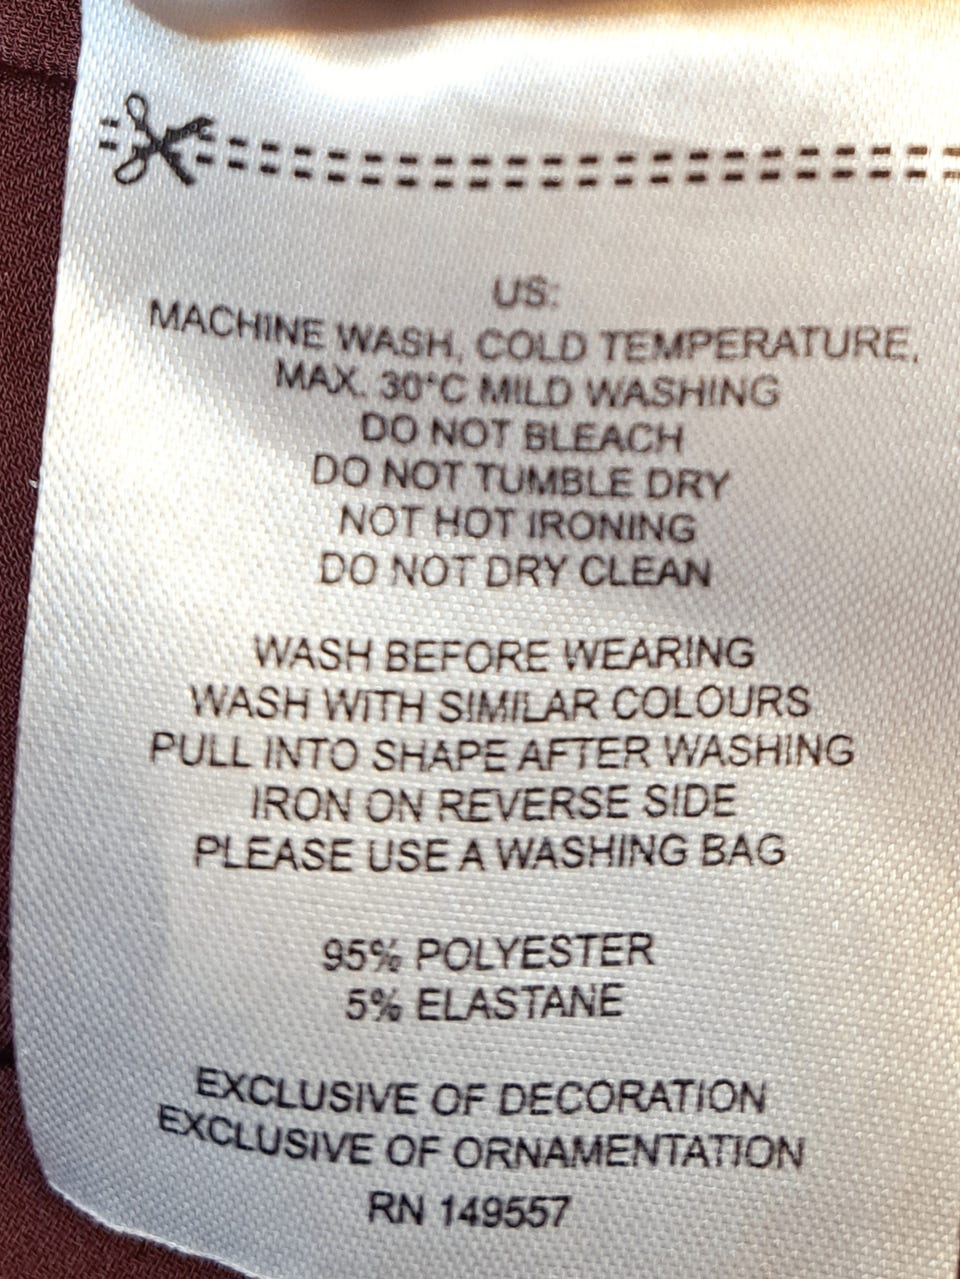 US:
MACHINE WASH, COLD TEMPERATURE,
MAX. 30°C MILD WASHING
DO NOT BLEACH
DO NOT TUMBLE DRY
NOT HOT IRONING
DO NOT DRY CLEAN
WASH BEFORE WEARING
WASH WITH SIMILAR COLOURS
PULL INTO SHAPE AFTER WASHING
IRON ON REVERSE SIDE
PLEASE USE A WASHING BAG
95% POLYESTER
5% ELASTANE
EXCLUSIVE OF DECORATION
EXCLUSIVE OF ORNAMENTATION
RN 149557